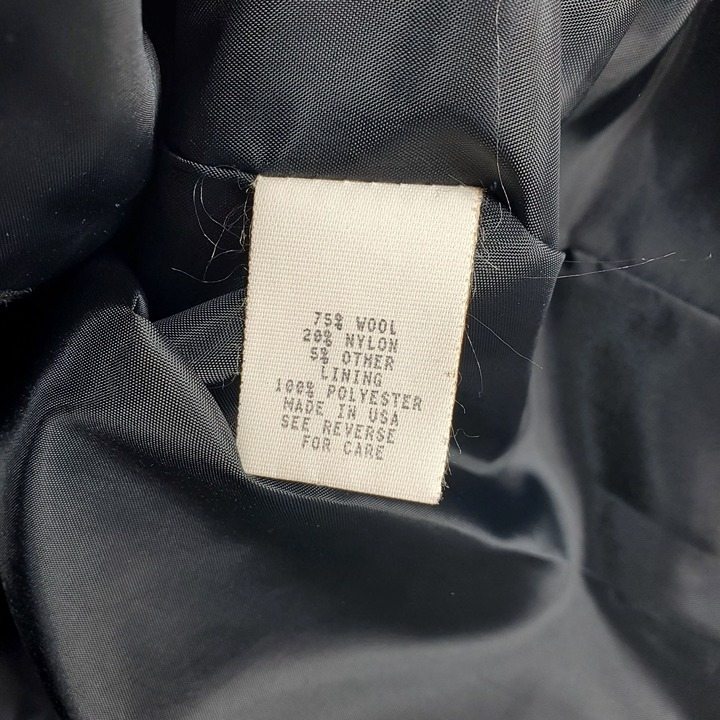 75% WOOL
20% NYLON
5% OTHER
LINING
100% POLYESTER
MADE IN USA
SEE REVERSE
FOR CARE